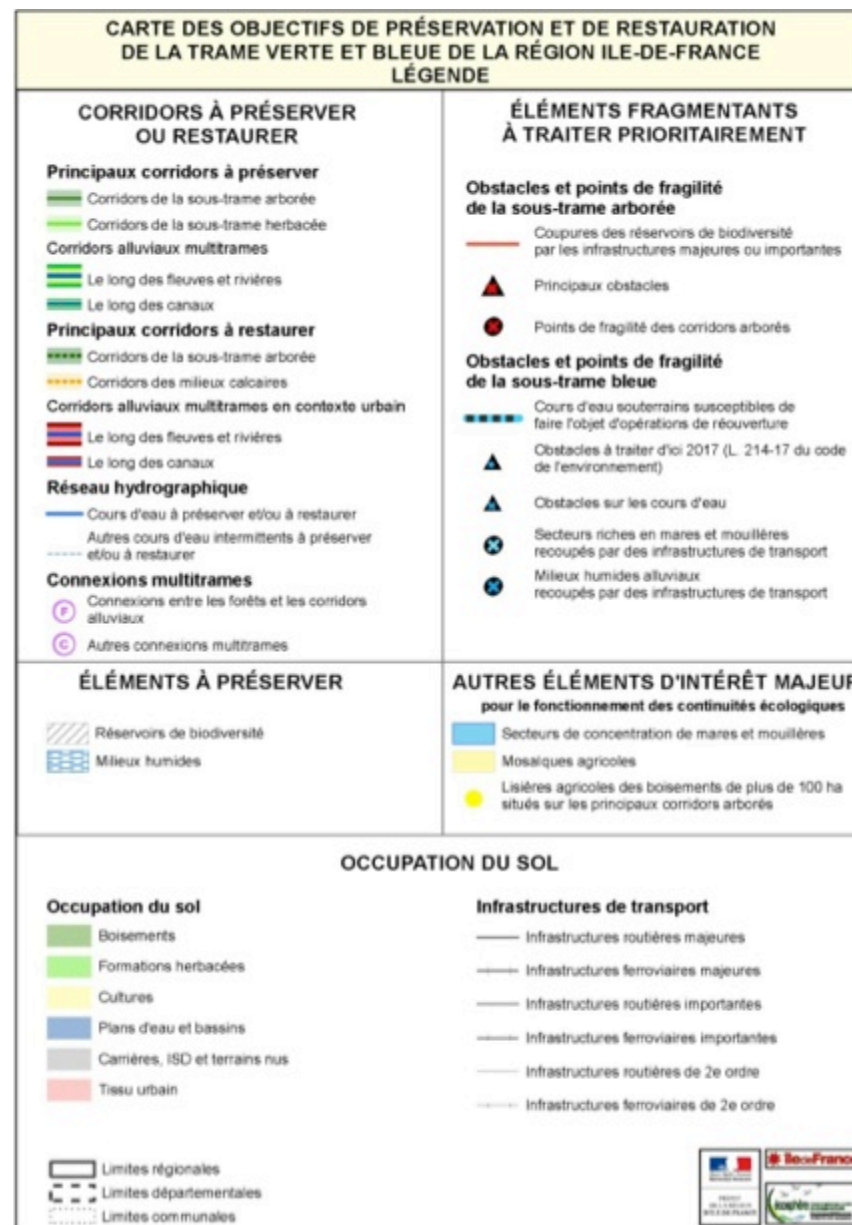 CARTE DES OBJECTIFS DE PRÉSERVATION ET DE RESTAURATION
DE LA TRAME VERTE ET BLEUE DE LA RÉGION ILE-DE-FRANCE
LÉGENDE
CORRIDORS À PRÉSERVER
OU RESTAURER
Principaux corridors à préserver
Corridors de la sous-trame arborée
Corridors de la sous-trame herbacée
Corridors alluviaux multitrames
Le long des fleuves et rivières
Le long des canaux
Principaux corridors à restaurer
Corridors de la sous-trame arborée
Corridors des milieux calcaires
Corridors alluviaux multitrames en contexte urbain
Le long des fleuves et rivières
Le long des canaux
Réseau hydrographique
Cours d'eau à préserver et/ou à restaurer
Autres cours d'eau intermittents à préserver
et/ou à restaurer
Connexions multitrames
F
Connexions entre les forêts et les corridors
alluviaux
C
Autres connexions multitrames
ÉLÉMENTS FRAGMENTANTS
À TRAITER PRIORITAIREMENT
Obstacles et points de fragilité
de la sous-trame arborée
Coupures des réservoirs de biodiversité
par les infrastructures majeures ou importantes
Principaux obstacles
Points de fragilité des corridors arborés
Obstacles et points de fragilité
de la sous-trame bleue
Cours d'eau souterrains susceptibles de
faire l'objet d'opérations de réouverture
Obstacles à traiter d'ici 2017 (L. 214-17 du code
de l'environnement)
Obstacles sur les cours d'eau
Secteurs riches en mares et mouillères
recoupés par des infrastructures de transport
Milieux humides alluviaux
recoupés par des infrastructures de transport
ÉLÉMENTS À PRÉSERVER
Réservoirs de biodiversité
Milieux humides
AUTRES ÉLÉMENTS D'INTÉRÊT MAJEUR
pour le fonctionnement des continuités écologiques
Secteurs de concentration de mares et mouillères
Mosaïques agricoles
Lisières agricoles des boisements de plus de 100 ha
situés sur les principaux corridors arborés
OCCUPATION DU SOL
Occupation du sol
Boisements
Formations herbacées
Cultures
Plans d'eau et bassins
Carrières, ISD et terrains nus
Tissu urbain
Infrastructures de transport
Infrastructures routières majeures
Infrastructures ferroviaires majeures
Infrastructures routières importantes
Infrastructures ferroviaires importantes
Infrastructures routières de 2e ordre
Infrastructures ferroviaires de 2e ordre
Limites régionales
Limites départementales
Limites communales
PRÉFET
DE LA RÉGION
D'ILE-DE-FRANCE
île de France